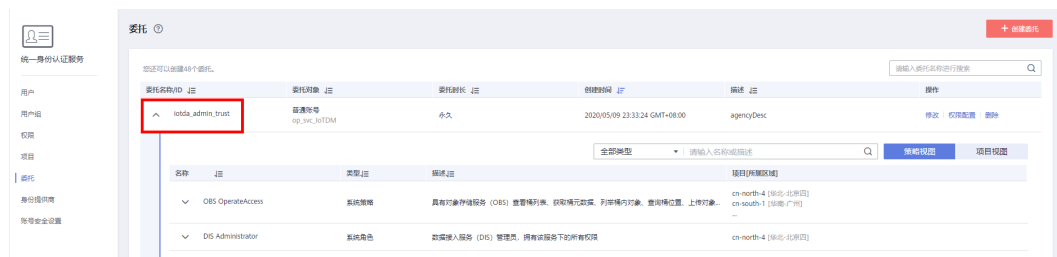 委托
+ 创建委托
统一身份认证服务
您还可以创建48个委托。
请输入委托名称进行搜索
用户
用户组
权限
项目
委托
身份提供商
账号安全设置
委托名称/ID 委托对象 委托时长 创建时间 描述 操作
iotda_admin_trust 普通账号 op_svc_IoTDM 永久 2020/05/09 23:33:24 GMT+08:00 agencyDesc 修改 权限配置 删除
全部类型 请输入名称或描述 策略视图 项目视图
名称 类型 描述 项目[所属区域]
OBS OperateAccess 系统策略 具有对象存储服务（OBS）查看桶列表、获取桶元数据、列举桶内对象、查询桶位置、上传对象... cn-north-4 [华北-北京四]
cn-south-1 [华南-广州]
...
DIS Administrator 系统角色 数据接入服务（DIS）管理员，拥有该服务下的所有权限 cn-north-4 [华北-北京四]